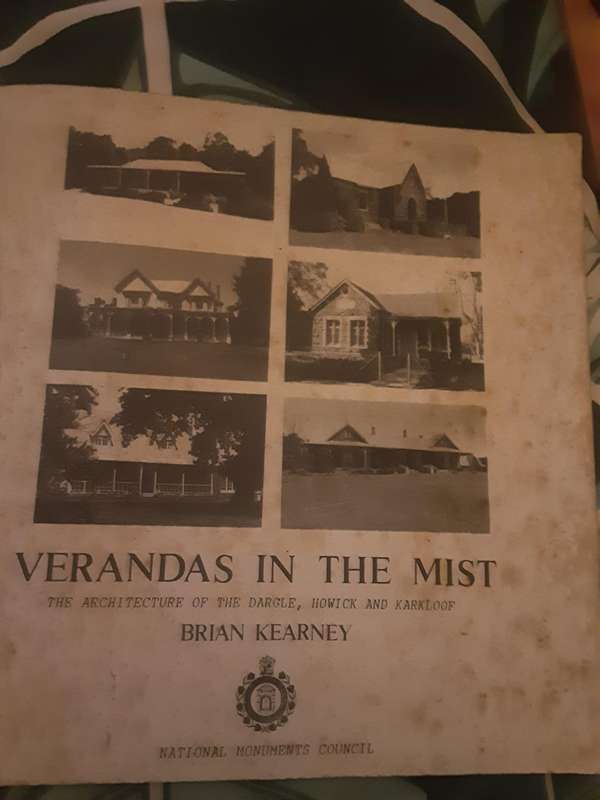 VERANDAS IN THE MIST
THE ARCHITECTURE OF THE DARGLE, HOWICK AND KARKLOOF
BRIAN KEARNEY
NATIONAL MONUMENTS COUNCIL